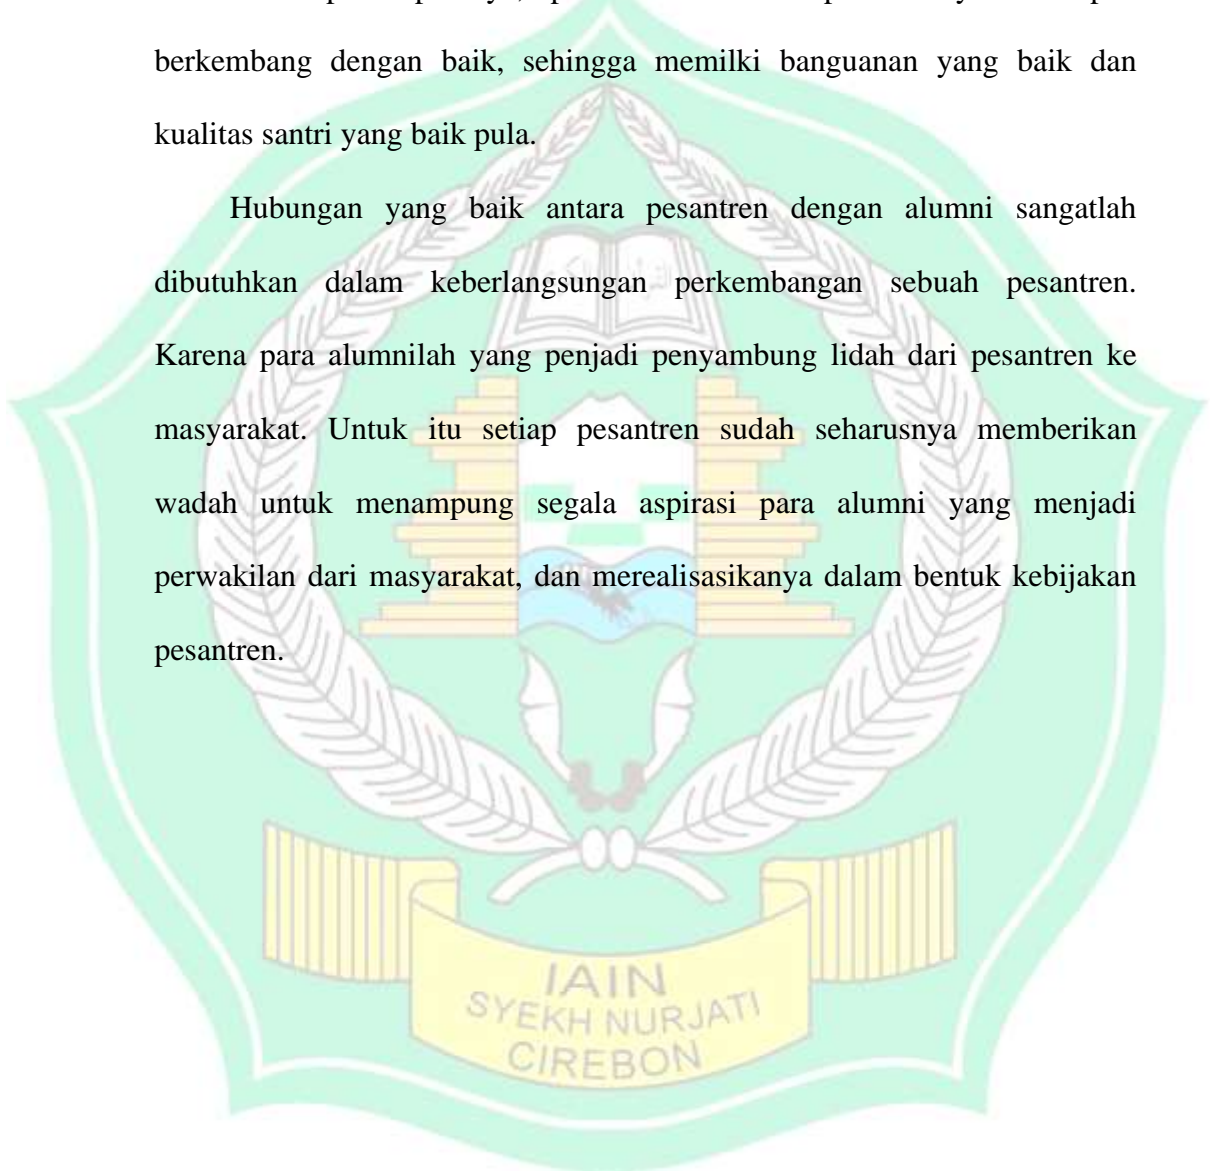 berkembang dengan baik, sehingga memilki banguanan yang baik dan
kualitas santri yang baik pula.
Hubungan yang baik antara pesantren dengan alumni sangatlah
dibutuhkan dalam keberlangsungan perkembangan sebuah pesantren.
Karena para alumnilah yang penjadi penyambung lidah dari pesantren ke
masyarakat. Untuk itu setiap pesantren sudah seharusnya memberikan
wadah untuk menampung segala aspirasi para alumni yang menjadi
perwakilan dari masyarakat, dan merealisasikanya dalam bentuk kebijakan
pesantren.
IAIN
SYEKH NURJATI
CIREBON